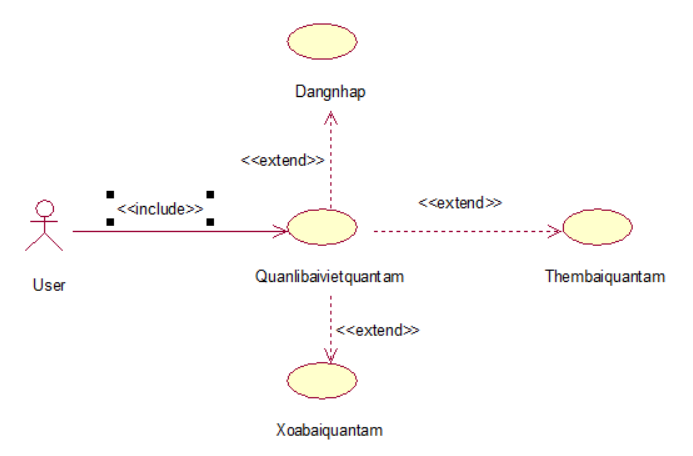 Dangnhap
<<extend>>
<<include>>
<<extend>>
User
Quanlibaivietquantam
Thembaiquantam
<<extend>>
Xoabaiquantam